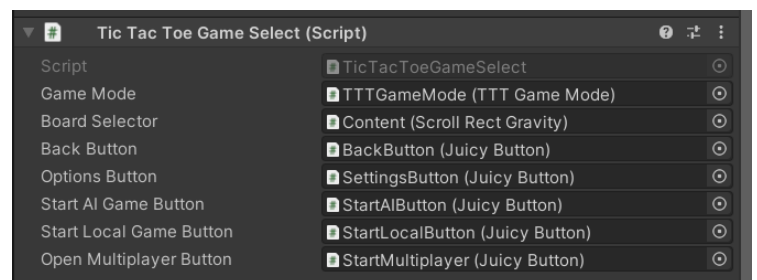 Tic Tac Toe Game Select (Script)
Script TicTacToeGameSelect
Game Mode TTTGameMode (TTT Game Mode)
Board Selector Content (Scroll Rect Gravity)
Back Button BackButton (Juicy Button)
Options Button SettingsButton (Juicy Button)
Start AI Game Button StartAIButton (Juicy Button)
Start Local Game Button StartLocalButton (Juicy Button)
Open Multiplayer Button StartMultiplayer (Juicy Button)